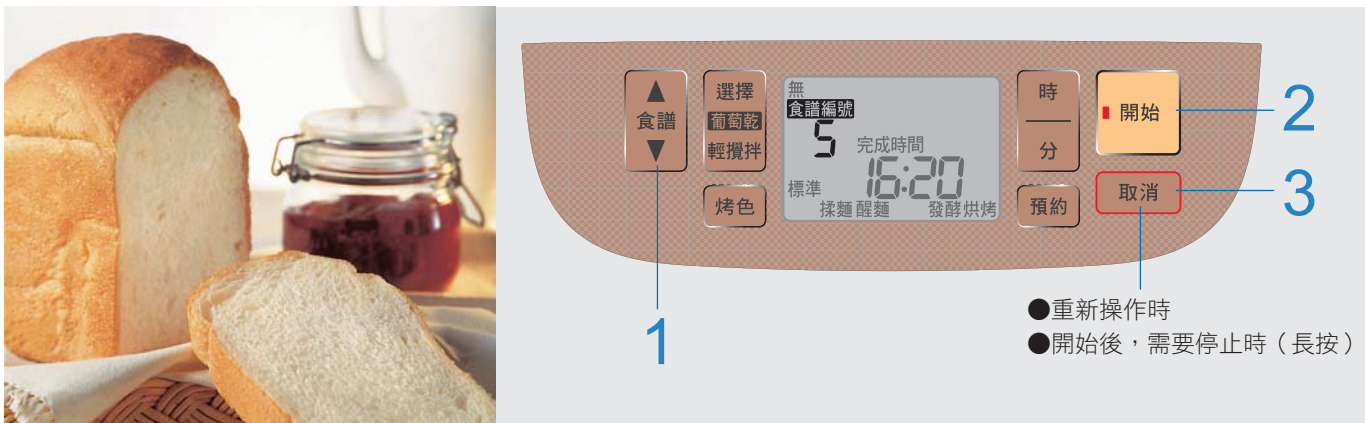 ▲
食譜
▼
選擇
葡萄乾
輕攪拌
烤色
無
食譜編號
5
完成時間
16:20
標準
揉麵 醒麵 發酵 烘烤
時
分
預約
開始
取消
1
2
3
●重新操作時
●開始後，需要停止時（長按）